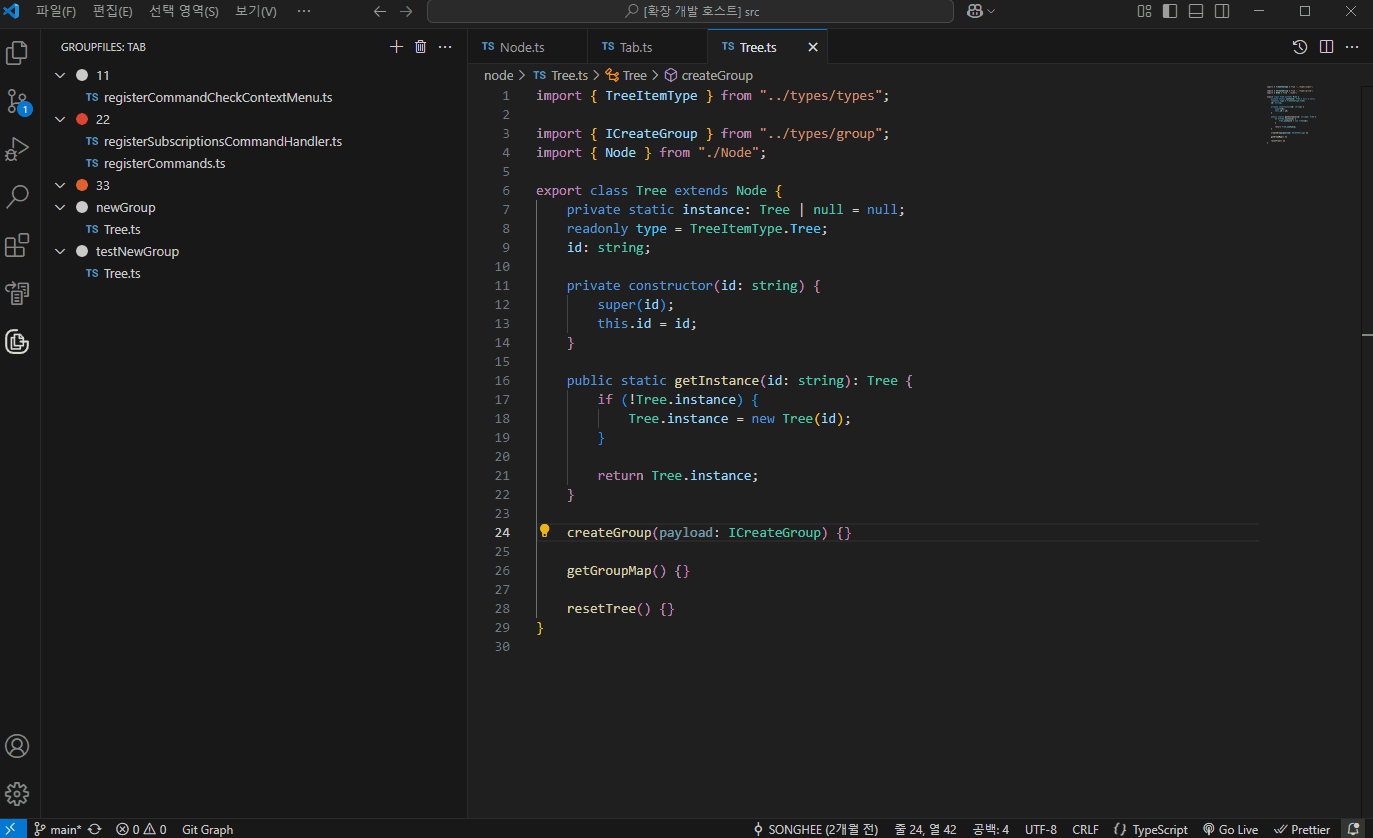 파일(F) 편집(E) 선택 영역(S) 보기(V) ··· [확장 개발 호스트] src
GROUPFILES: TAB
11
TS registerCommandCheckContextMenu.ts
22
TS registerSubscriptionsCommandHandler.ts
TS registerCommands.ts
33
newGroup
TS Tree.ts
testNewGroup
TS Tree.ts
1
TS Node.ts TS Tab.ts TS Tree.ts
node > TS Tree.ts > Tree > createGroup
1 import { TreeItemType } from "../types/types";
2
3 import { ICreateGroup } from "../types/group";
4 import { Node } from "./Node";
5
6 export class Tree extends Node {
7 private static instance: Tree | null = null;
8 readonly type = TreeItemType.Tree;
9 id: string;
10
11 private constructor(id: string) {
12 super(id);
13 this.id = id;
14 }
15
16 public static getInstance(id: string): Tree {
17 if (!Tree.instance) {
18 Tree.instance = new Tree(id);
19 }
20
21 return Tree.instance;
22 }
23
24 createGroup(payload: ICreateGroup) {}
25
26 getGroupMap() {}
27
28 resetTree() {}
29 }
30
main* 0 0 Git Graph SONGHEE (2개월 전) 줄 24, 열 42 공백: 4 UTF-8 CRLF {} TypeScript Go Live Prettier